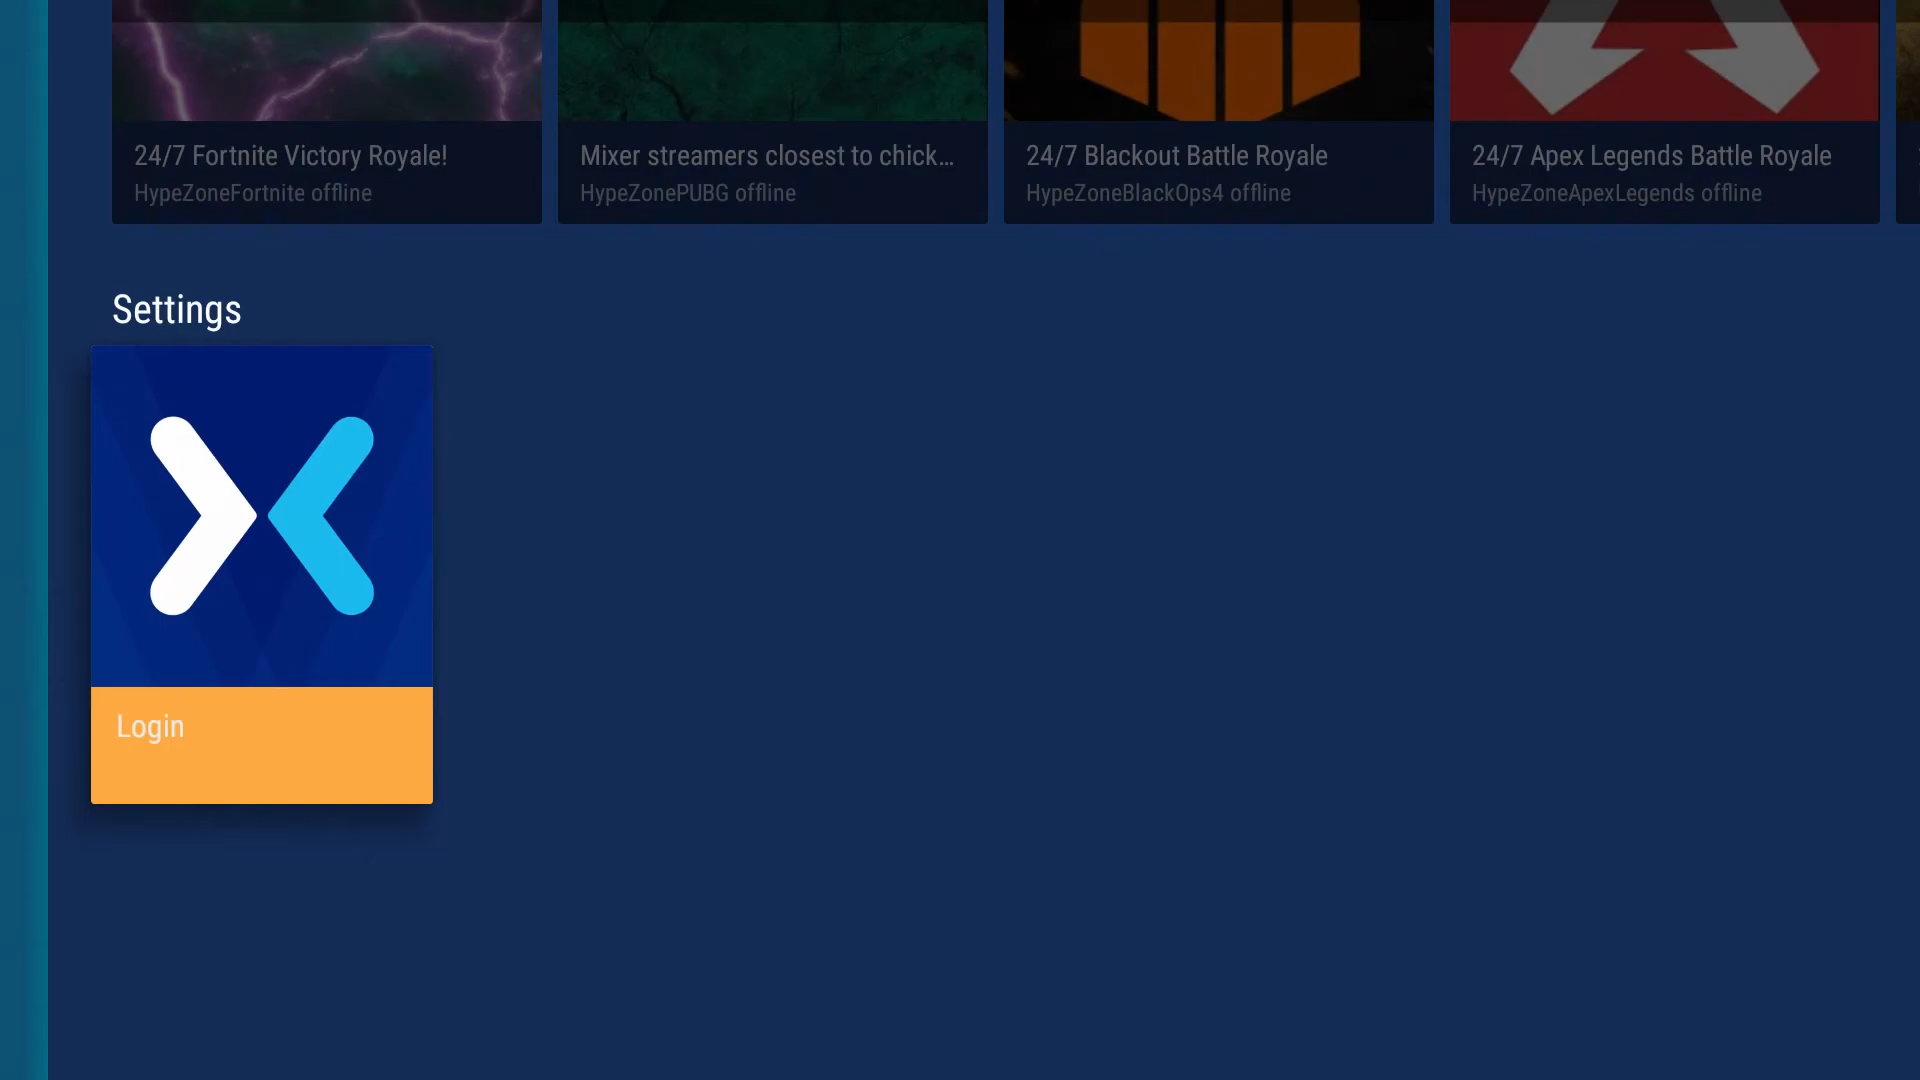 24/7 Fortnite Victory Royale!
HypeZoneFortnite offline
Mixer streamers closest to chick...
HypeZonePUBG offline
24/7 Blackout Battle Royale
HypeZoneBlackOps4 offline
24/7 Apex Legends Battle Royale
HypeZoneApexLegends offline
Settings
Login